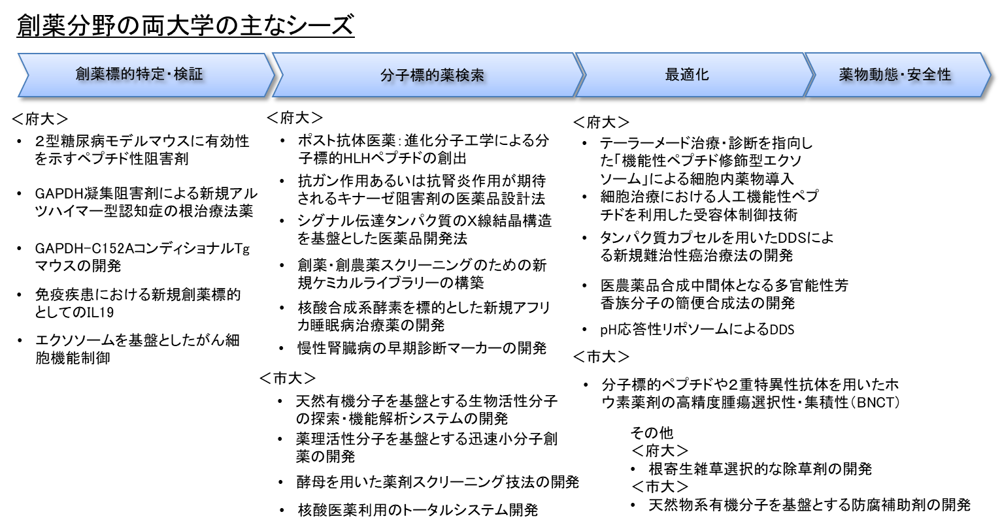 創薬分野の両大学の主なシーズ
創薬標的特定・検証
分子標的薬検索
最適化
薬物動態・安全性
＜府大＞
• ２型糖尿病モデルマウスに有効性
を示すペプチド性阻害剤
• GAPDH凝集阻害剤による新規アル
ツハイマー型認知症の根治療法薬
• GAPDH-C152AコンディショナルTg
マウスの開発
• 免疫疾患における新規創薬標的
としてのIL19
• エクソソームを基盤としたがん細
胞機能制御
＜府大＞
• ポスト抗体医薬：進化分子工学による分
子標的HLHペプチドの創出
• 抗ガン作用あるいは抗腎炎作用が期待
されるキナーゼ阻害剤の医薬品設計法
• シグナル伝達タンパク質のX線結晶構造
を基盤とした医薬品開発法
• 創薬・創農薬スクリーニングのための新
規ケミカルライブラリーの構築
• 核酸合成系酵素を標的とした新規アフリ
カ睡眠病治療薬の開発
• 慢性腎臓病の早期診断マーカーの開発
＜市大＞
• 天然有機分子を基盤とする生物活性分子
の探索・機能解析システムの開発
• 薬理活性分子を基盤とする迅速小分子創
薬の開発
• 酵母を用いた薬剤スクリーニング技法の開発
• 核酸医薬利用のトータルシステム開発
＜府大＞
• テーラーメード治療・診断を指向し
た「機能性ペプチド修飾型エクソ
ソーム」による細胞内薬物導入
• 細胞治療における人工機能性ペプ
チドを利用した受容体制御技術
• タンパク質カプセルを用いたDDSによ
る新規難治性癌治療法の開発
• 医農薬品合成中間体となる多官能性芳
香族分子の簡便合成法の開発
• pH応答性リポソームによるDDS
＜市大＞
• 分子標的ペプチドや２重特異性抗体を用いたホ
ウ素薬剤の高精度腫瘍選択性・集積性（BNCT）
その他
＜府大＞
• 根寄生雑草選択的な除草剤の開発
＜市大＞
• 天然物系有機分子を基盤とする防腐補助剤の開発